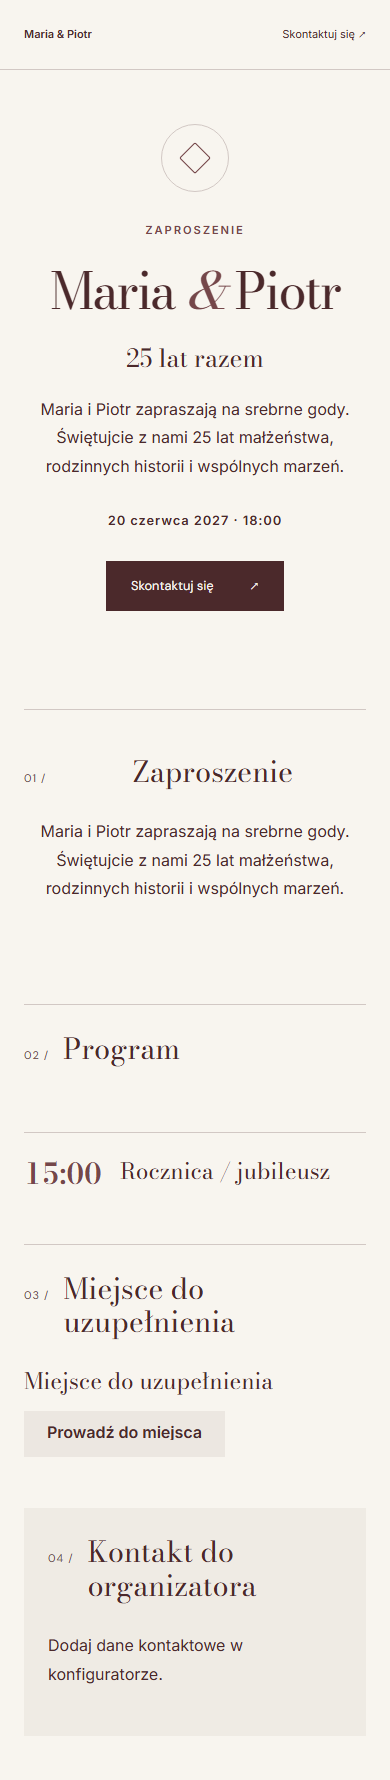 Maria & Piotr
Skontaktuj się ↗
ZAPROSZENIE
Maria & Piotr
25 lat razem
Maria i Piotr zapraszają na srebrne gody.
Świętujcie z nami 25 lat małżeństwa,
rodzinnych historii i wspólnych marzeń.
20 czerwca 2027 · 18:00
Skontaktuj się ↗
01 / Zaproszenie
Maria i Piotr zapraszają na srebrne gody.
Świętujcie z nami 25 lat małżeństwa,
rodzinnych historii i wspólnych marzeń.
02 / Program
15:00 Rocznica / jubileusz
03 / Miejsce do
uzupełnienia
Miejsce do uzupełnienia
Prowadź do miejsca
04 / Kontakt do
organizatora
Dodaj dane kontaktowe w
konfiguratorze.